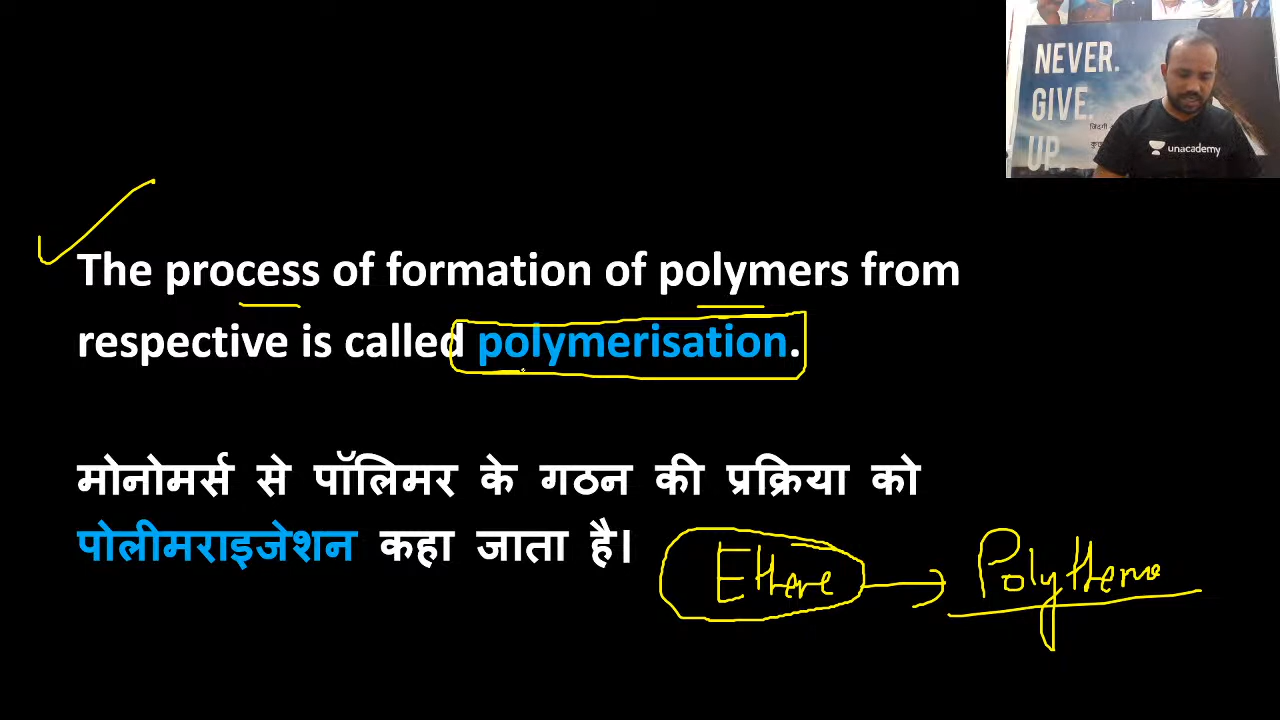 NEVER.
GIVE.
UP.
जिंदगी
unacademy
The process of formation of polymers from
respective is called polymerisation.
मोनोमर्स से पॉलिमर के गठन की प्रक्रिया को
पोलीमराइजेशन कहा जाता है।
Ethene → Polythene